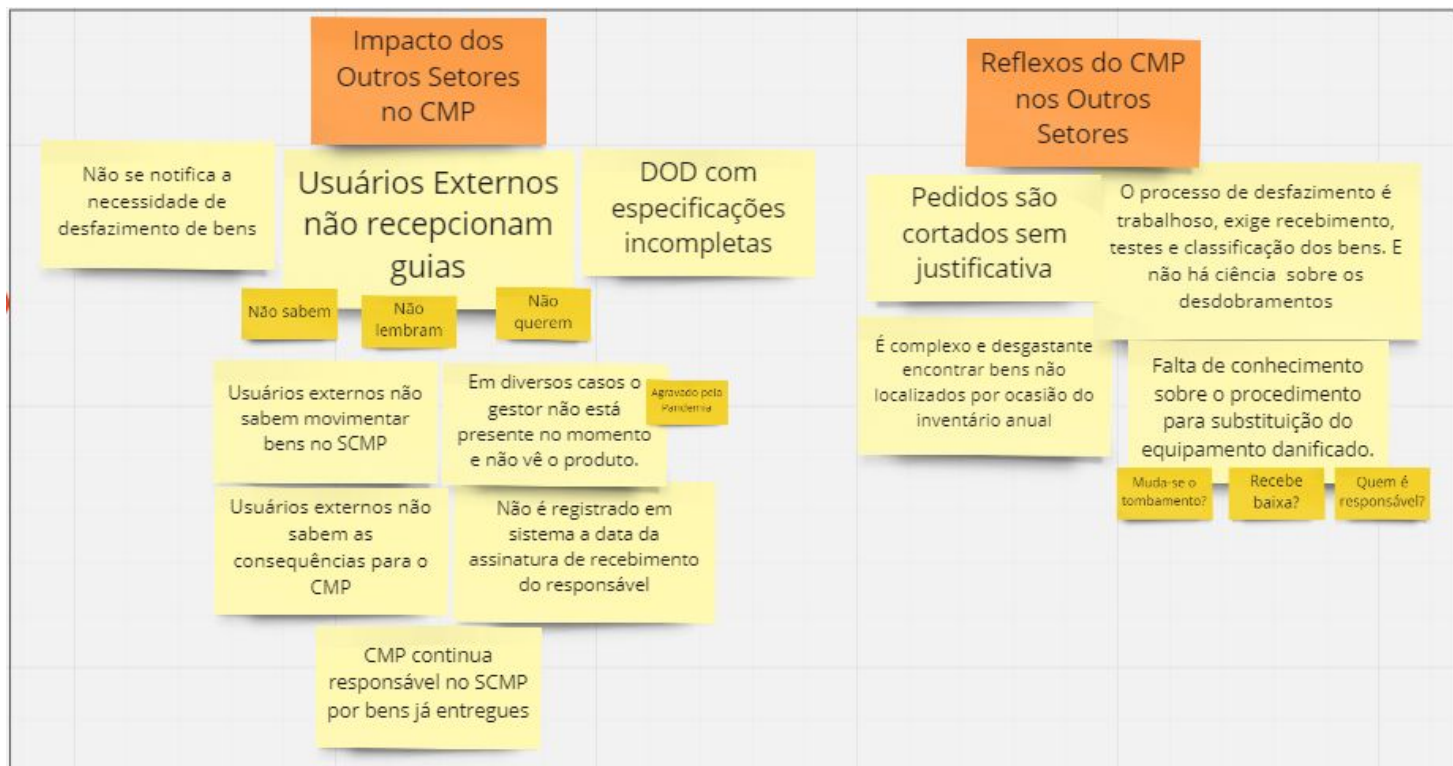 Impacto dos
Outros Setores
no CMP
Não se notifica a
necessidade de
desfazimento de bens
Usuários Externos
não recepcionam
guias
DOD com
especificações
incompletas
Não sabem
Não
lembram
Não
querem
Usuários externos não
sabem movimentar
bens no SCMP
Em diversos casos o
gestor não está
presente no momento
e não vê o produto.
Agravado pela
Pandemia
Usuários externos não
sabem as
consequências para o
CMP
Não é registrado em
sistema a data da
assinatura de recebimento
do responsável
CMP continua
responsável no SCMP
por bens já entregues
Reflexos do CMP
nos Outros
Setores
Pedidos são
cortados sem
justificativa
O processo de desfazimento é
trabalhoso, exige recebimento,
testes e classificação dos bens. E
não há ciência sobre os
desdobramentos
É complexo e desgastante
encontrar bens não
localizados por ocasião do
inventário anual
Falta de conhecimento
sobre o procedimento
para substituição do
equipamento danificado.
Muda-se o
tombamento?
Recebe
baixa?
Quem é
responsável?